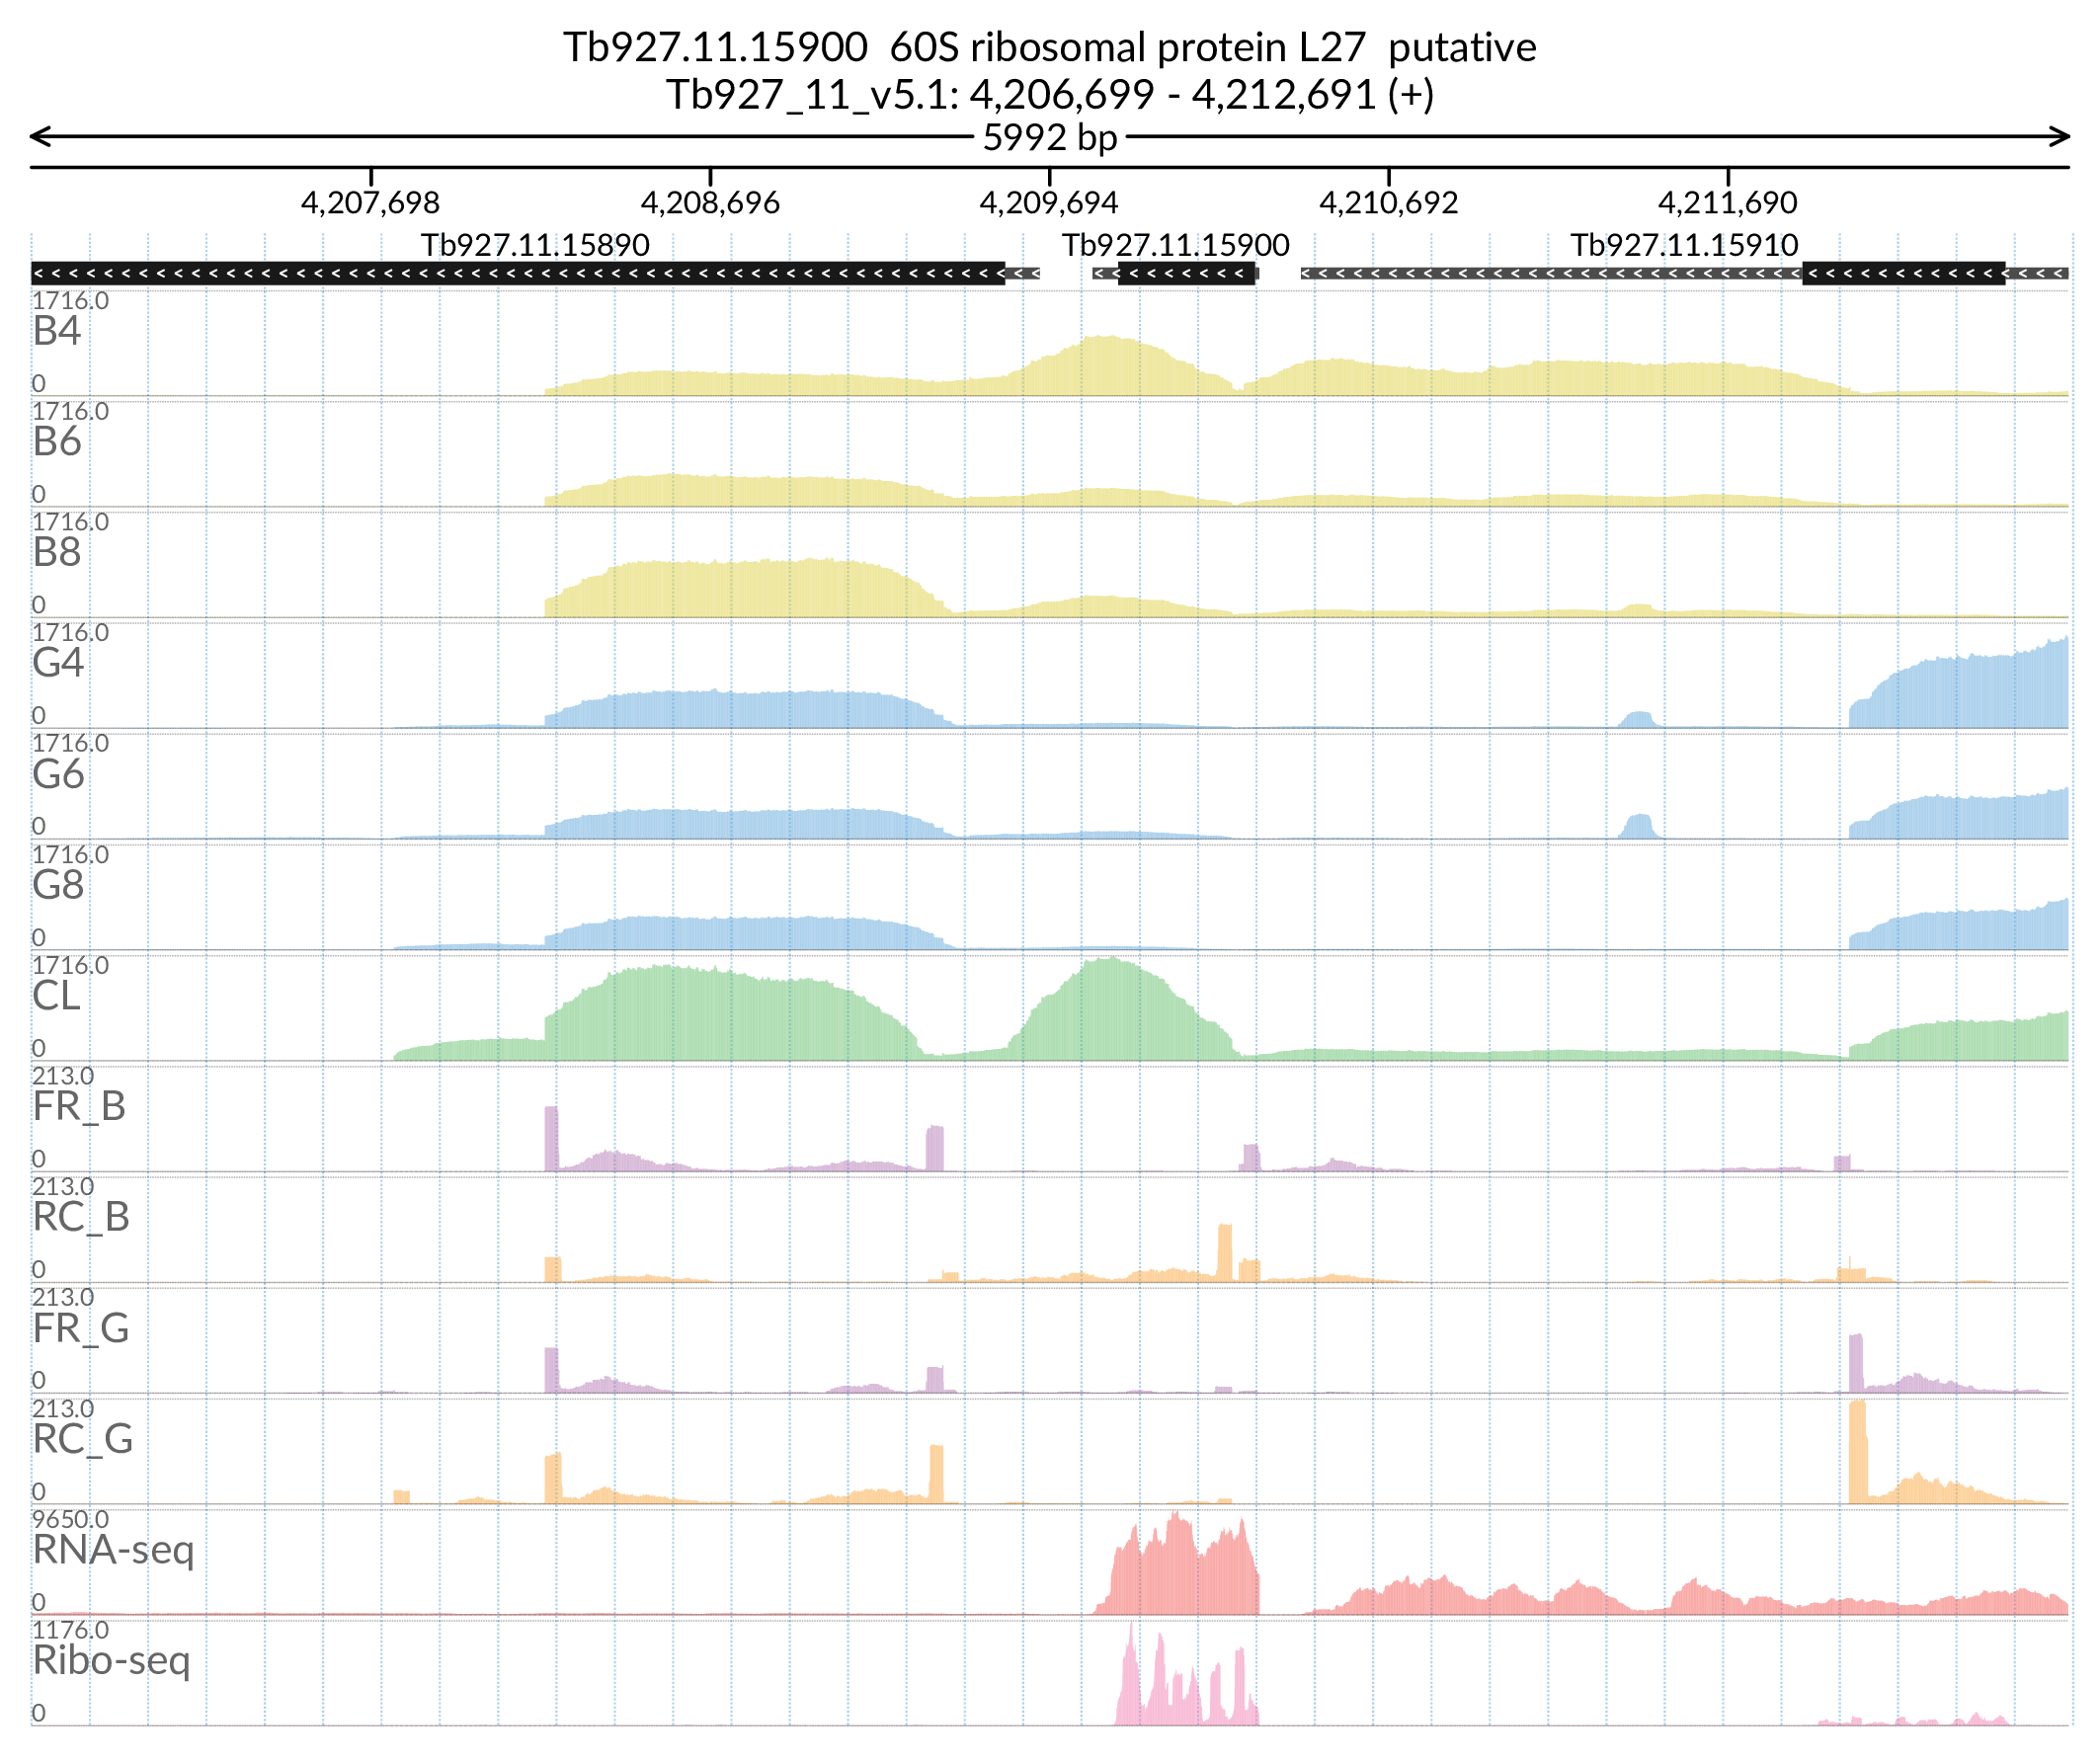 Tb927.11.15900 60S ribosomal protein L27 putative
Tb927_11_v5.1: 4,206,699 - 4,212,691 (+)
5992 bp
4,207,698 4,208,696 4,209,694 4,210,692 4,211,690
Tb927.11.15890 Tb927.11.15900 Tb927.11.15910
1716.0
B4
0
1716.0
B6
0
1716.0
B8
0
1716.0
G4
0
1716.0
G6
0
1716.0
G8
0
1716.0
CL
0
213.0
FR_B
0
213.0
RC_B
0
213.0
FR_G
0
213.0
RC_G
0
9650.0
RNA-seq
0
1176.0
Ribo-seq
0